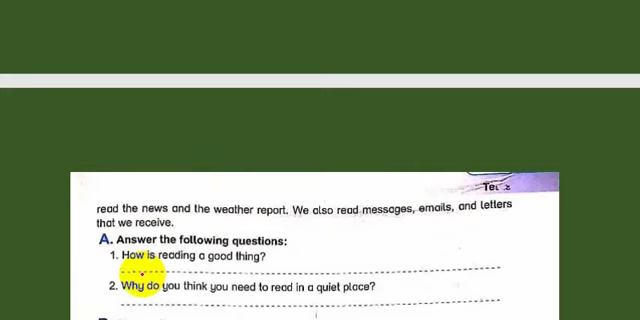 read the news and the weather report. We also read messages, emails, and letters
that we receive.
A. Answer the following questions:
1. How is reading a good thing?
2. Why do you think you need to read in a quiet place?